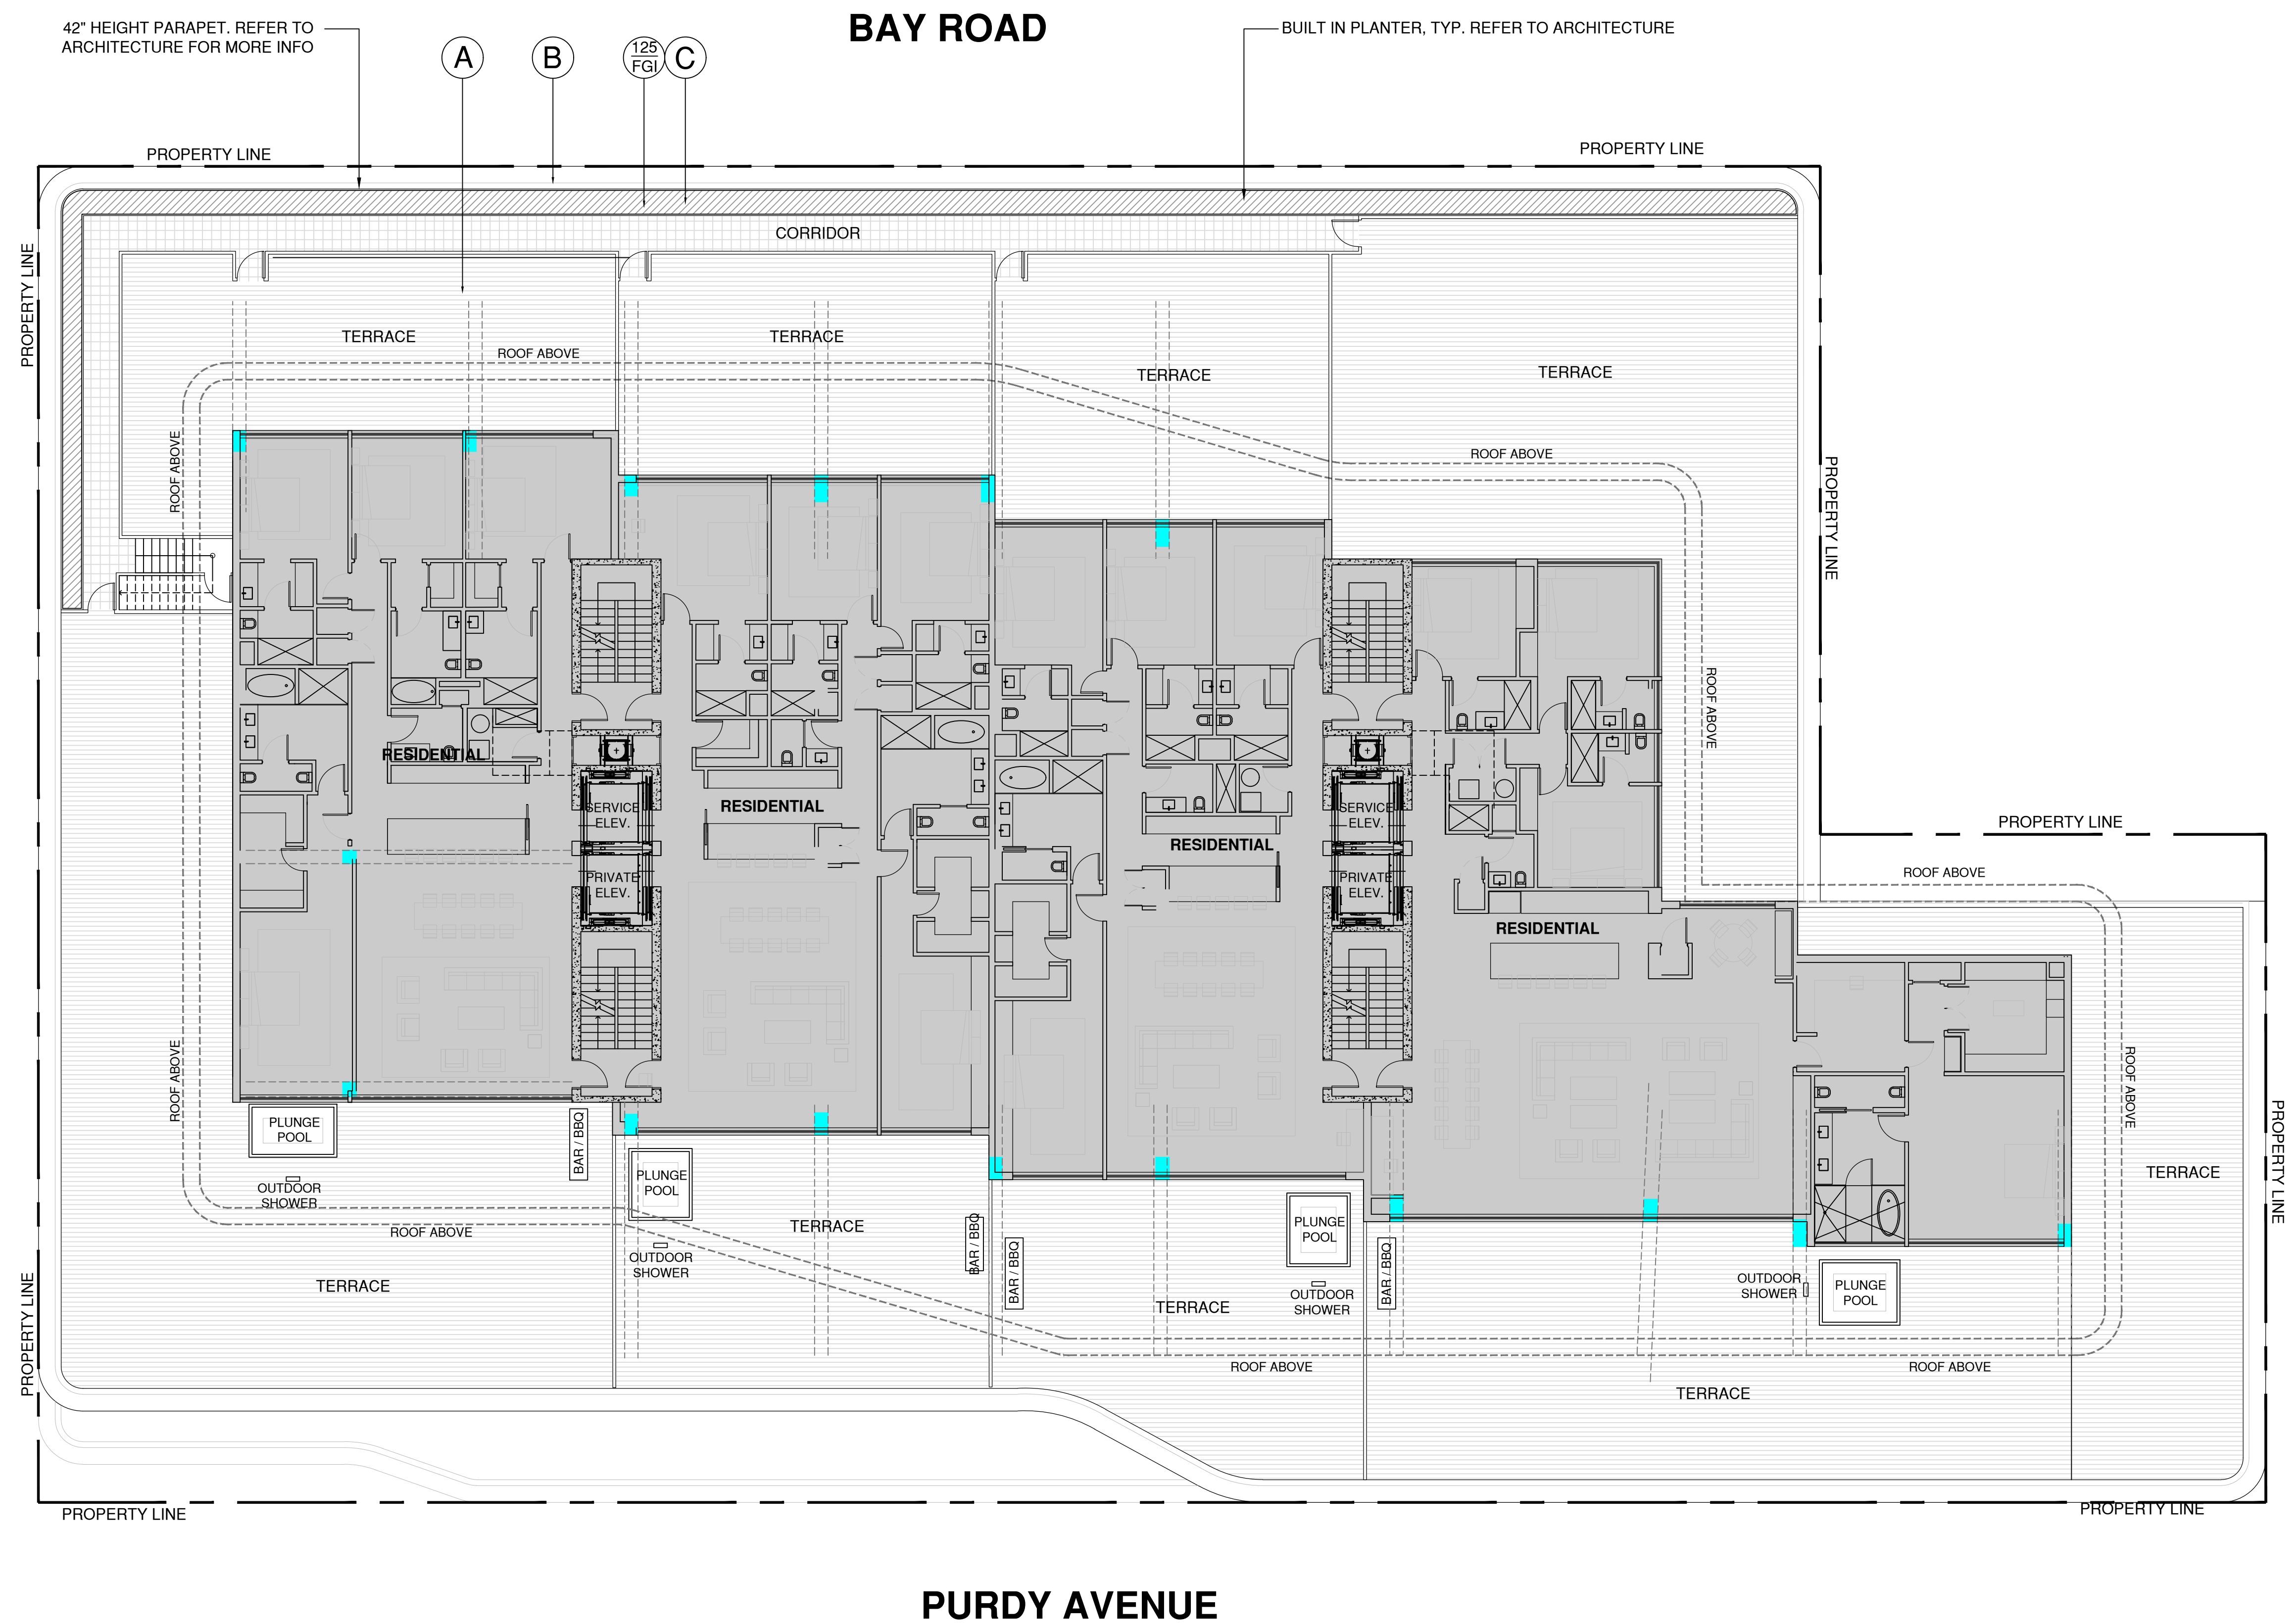 BAY ROAD
42" HEIGHT PARAPET. REFER TO
ARCHITECTURE FOR MORE INFO
A
B
125
FGI
C
BUILT IN PLANTER, TYP. REFER TO ARCHITECTURE
PROPERTY LINE
PROPERTY LINE
PROPERTY LINE
CORRIDOR
TERRACE
TERRACE
ROOF ABOVE
TERRACE
TERRACE
ROOF ABOVE
ROOF ABOVE
PROPERTY LINE
ROOF ABOVE
RESIDENTIAL
RESIDENTIAL
SERVICE
ELEV.
SERVICE
ELEV.
RESIDENTIAL
PROPERTY LINE
PRIVATE
ELEV.
PRIVATE
ELEV.
ROOF ABOVE
RESIDENTIAL
ROOF ABOVE
ROOF ABOVE
PLUNGE
POOL
BAR / BBQ
PLUNGE
POOL
TERRACE
PROPERTY LINE
OUTDOOR
SHOWER
ROOF ABOVE
TERRACE
BAR / BBQ
PLUNGE
POOL
OUTDOOR
SHOWER
BAR / BBQ
BAR / BBQ
TERRACE
OUTDOOR
SHOWER
PLUNGE
POOL
OUTDOOR
SHOWER
TERRACE
PROPERTY LINE
ROOF ABOVE
ROOF ABOVE
TERRACE
PROPERTY LINE
PROPERTY LINE
PURDY AVENUE